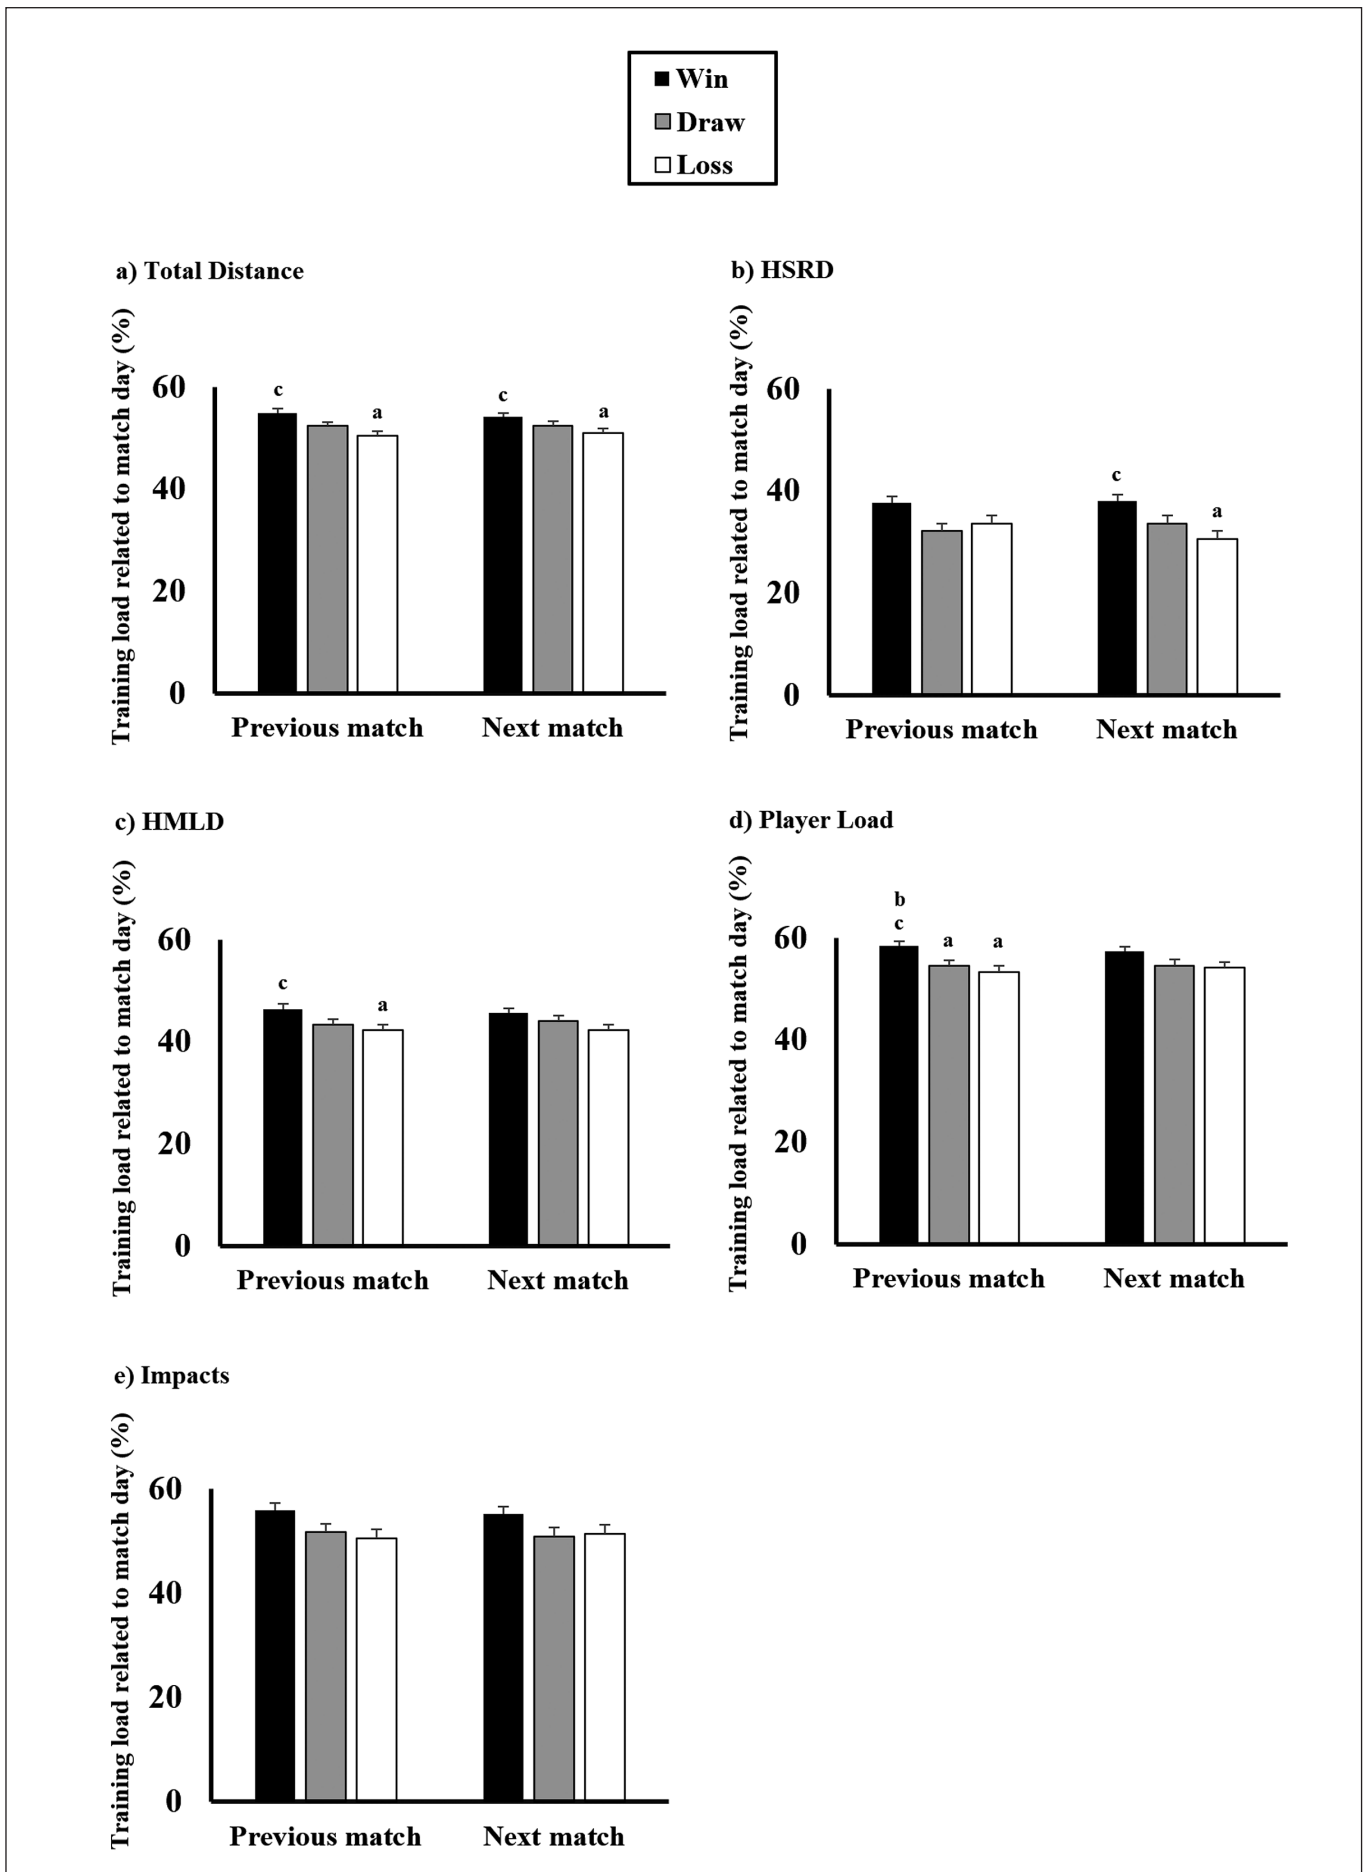 Win
Draw
Loss
a) Total Distance
Training load related to match day (%)
60
40
20
0
c
a
c
a
Previous match
Next match
b) HSRD
Training load related to match day (%)
60
40
20
0
c
a
Previous match
Next match
c) HMLD
Training load related to match day (%)
60
40
20
0
c
a
Previous match
Next match
d) Player Load
Training load related to match day (%)
60
40
20
0
b
c
a
a
Previous match
Next match
e) Impacts
Training load related to match day (%)
60
40
20
0
Previous match
Next match